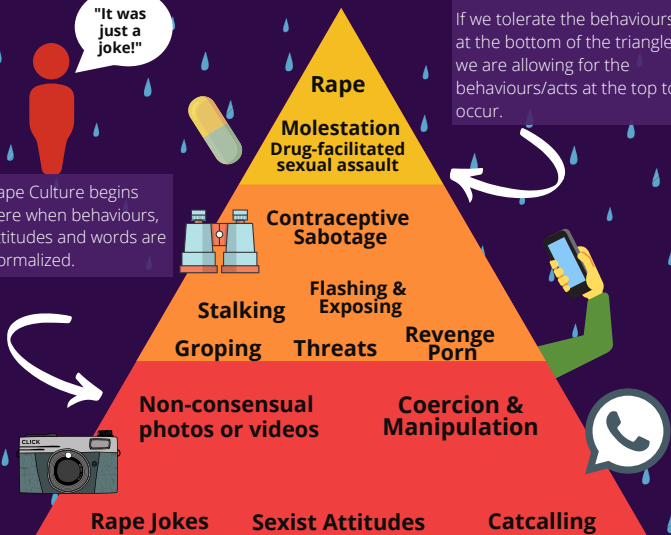 "It was
just a
joke!"
If we tolerate the behaviours
at the bottom of the triangle
we are allowing for the
behaviours/acts at the top to
occur.
Rape
Molestation
Drug-facilitated
sexual assault
ape Culture begins
ere when behaviours,
titudes and words are
ormalized.
Contraceptive
Sabotage
Flashing &
Exposing
Stalking
Revenge
Porn
Groping Threats
Non-consensual
photos or videos
Coercion &
Manipulation
CLICK
Rape Jokes Sexist Attitudes Catcalling